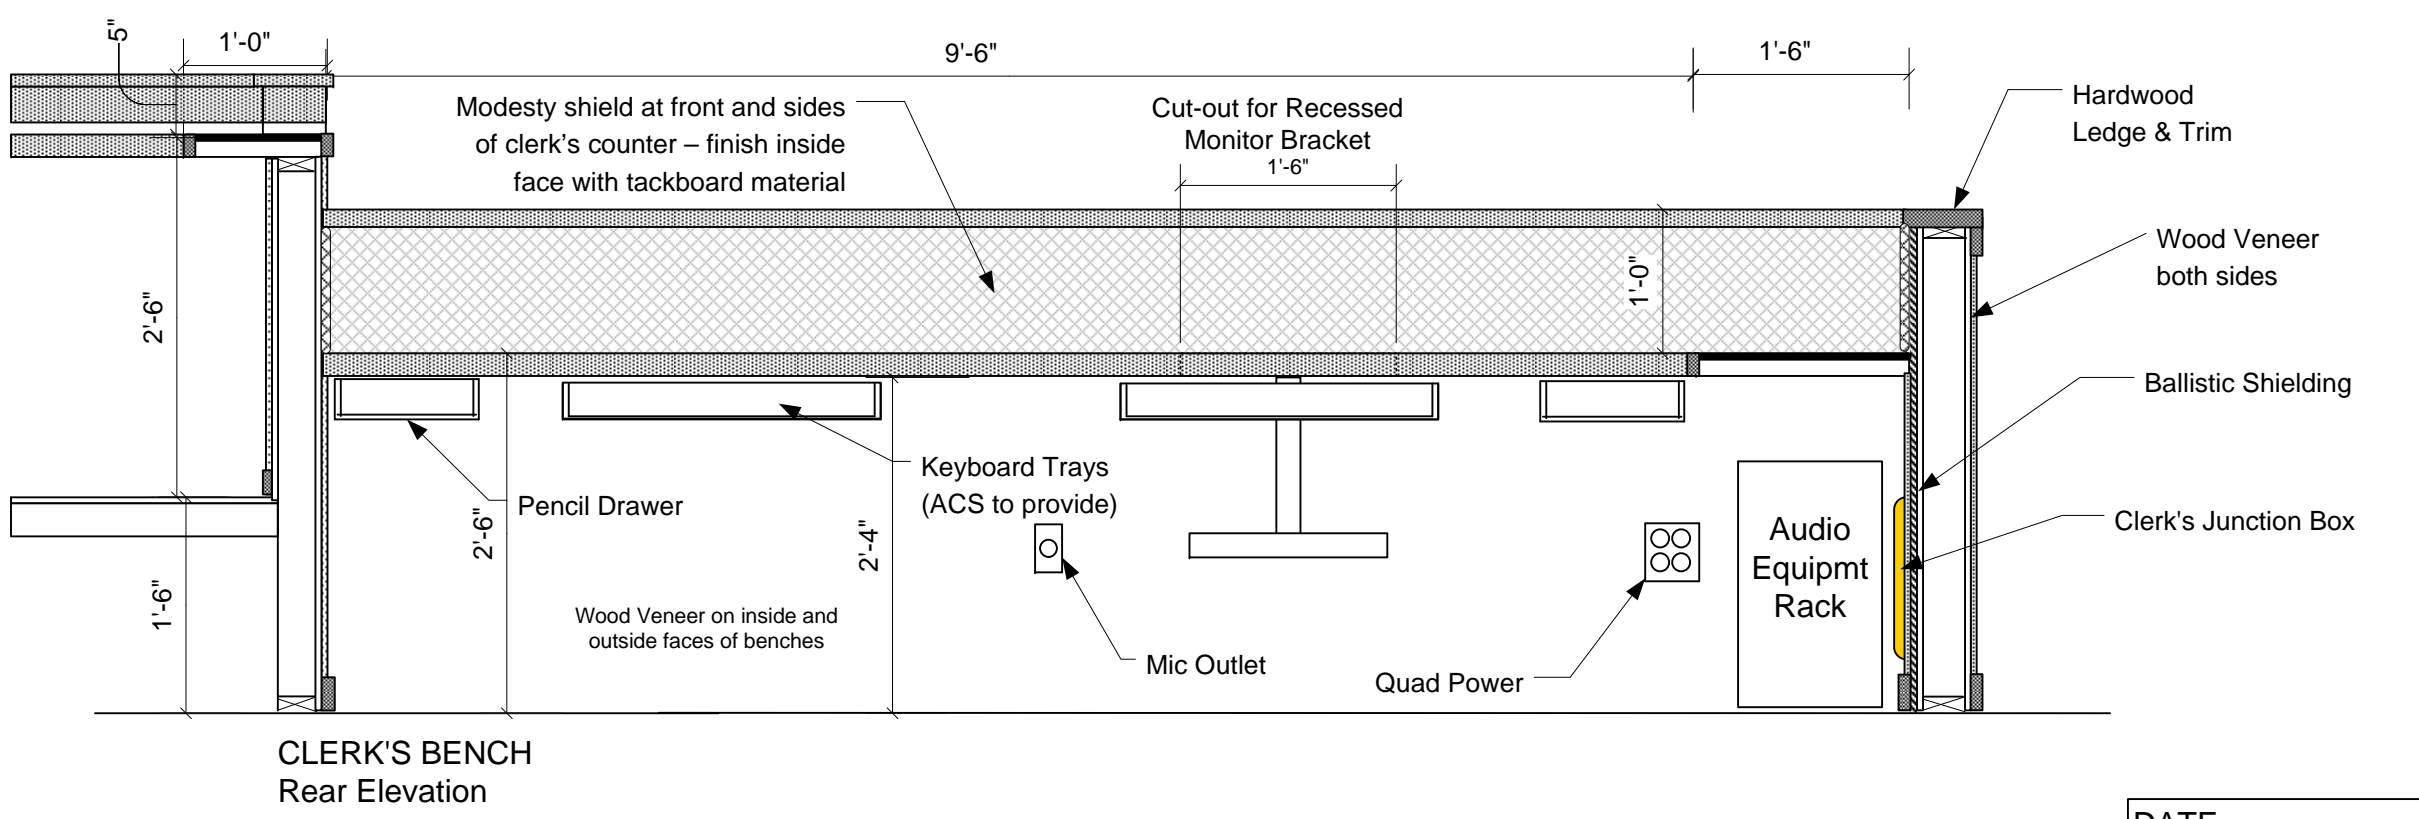 5"
1'-0"
9'-6"
1'-6"
Modesty shield at front and sides
of clerk's counter – finish inside
face with tackboard material
Cut-out for Recessed
Monitor Bracket
1'-6"
Hardwood
Ledge & Trim
Wood Veneer
both sides
1'-0"
2'-6"
Ballistic Shielding
Keyboard Trays
(ACS to provide)
Pencil Drawer
2'-6"
2'-4"
Audio
Equipmt
Rack
Clerk's Junction Box
1'-6"
Wood Veneer on inside and
outside faces of benches
Mic Outlet
Quad Power
CLERK'S BENCH
Rear Elevation
DATE